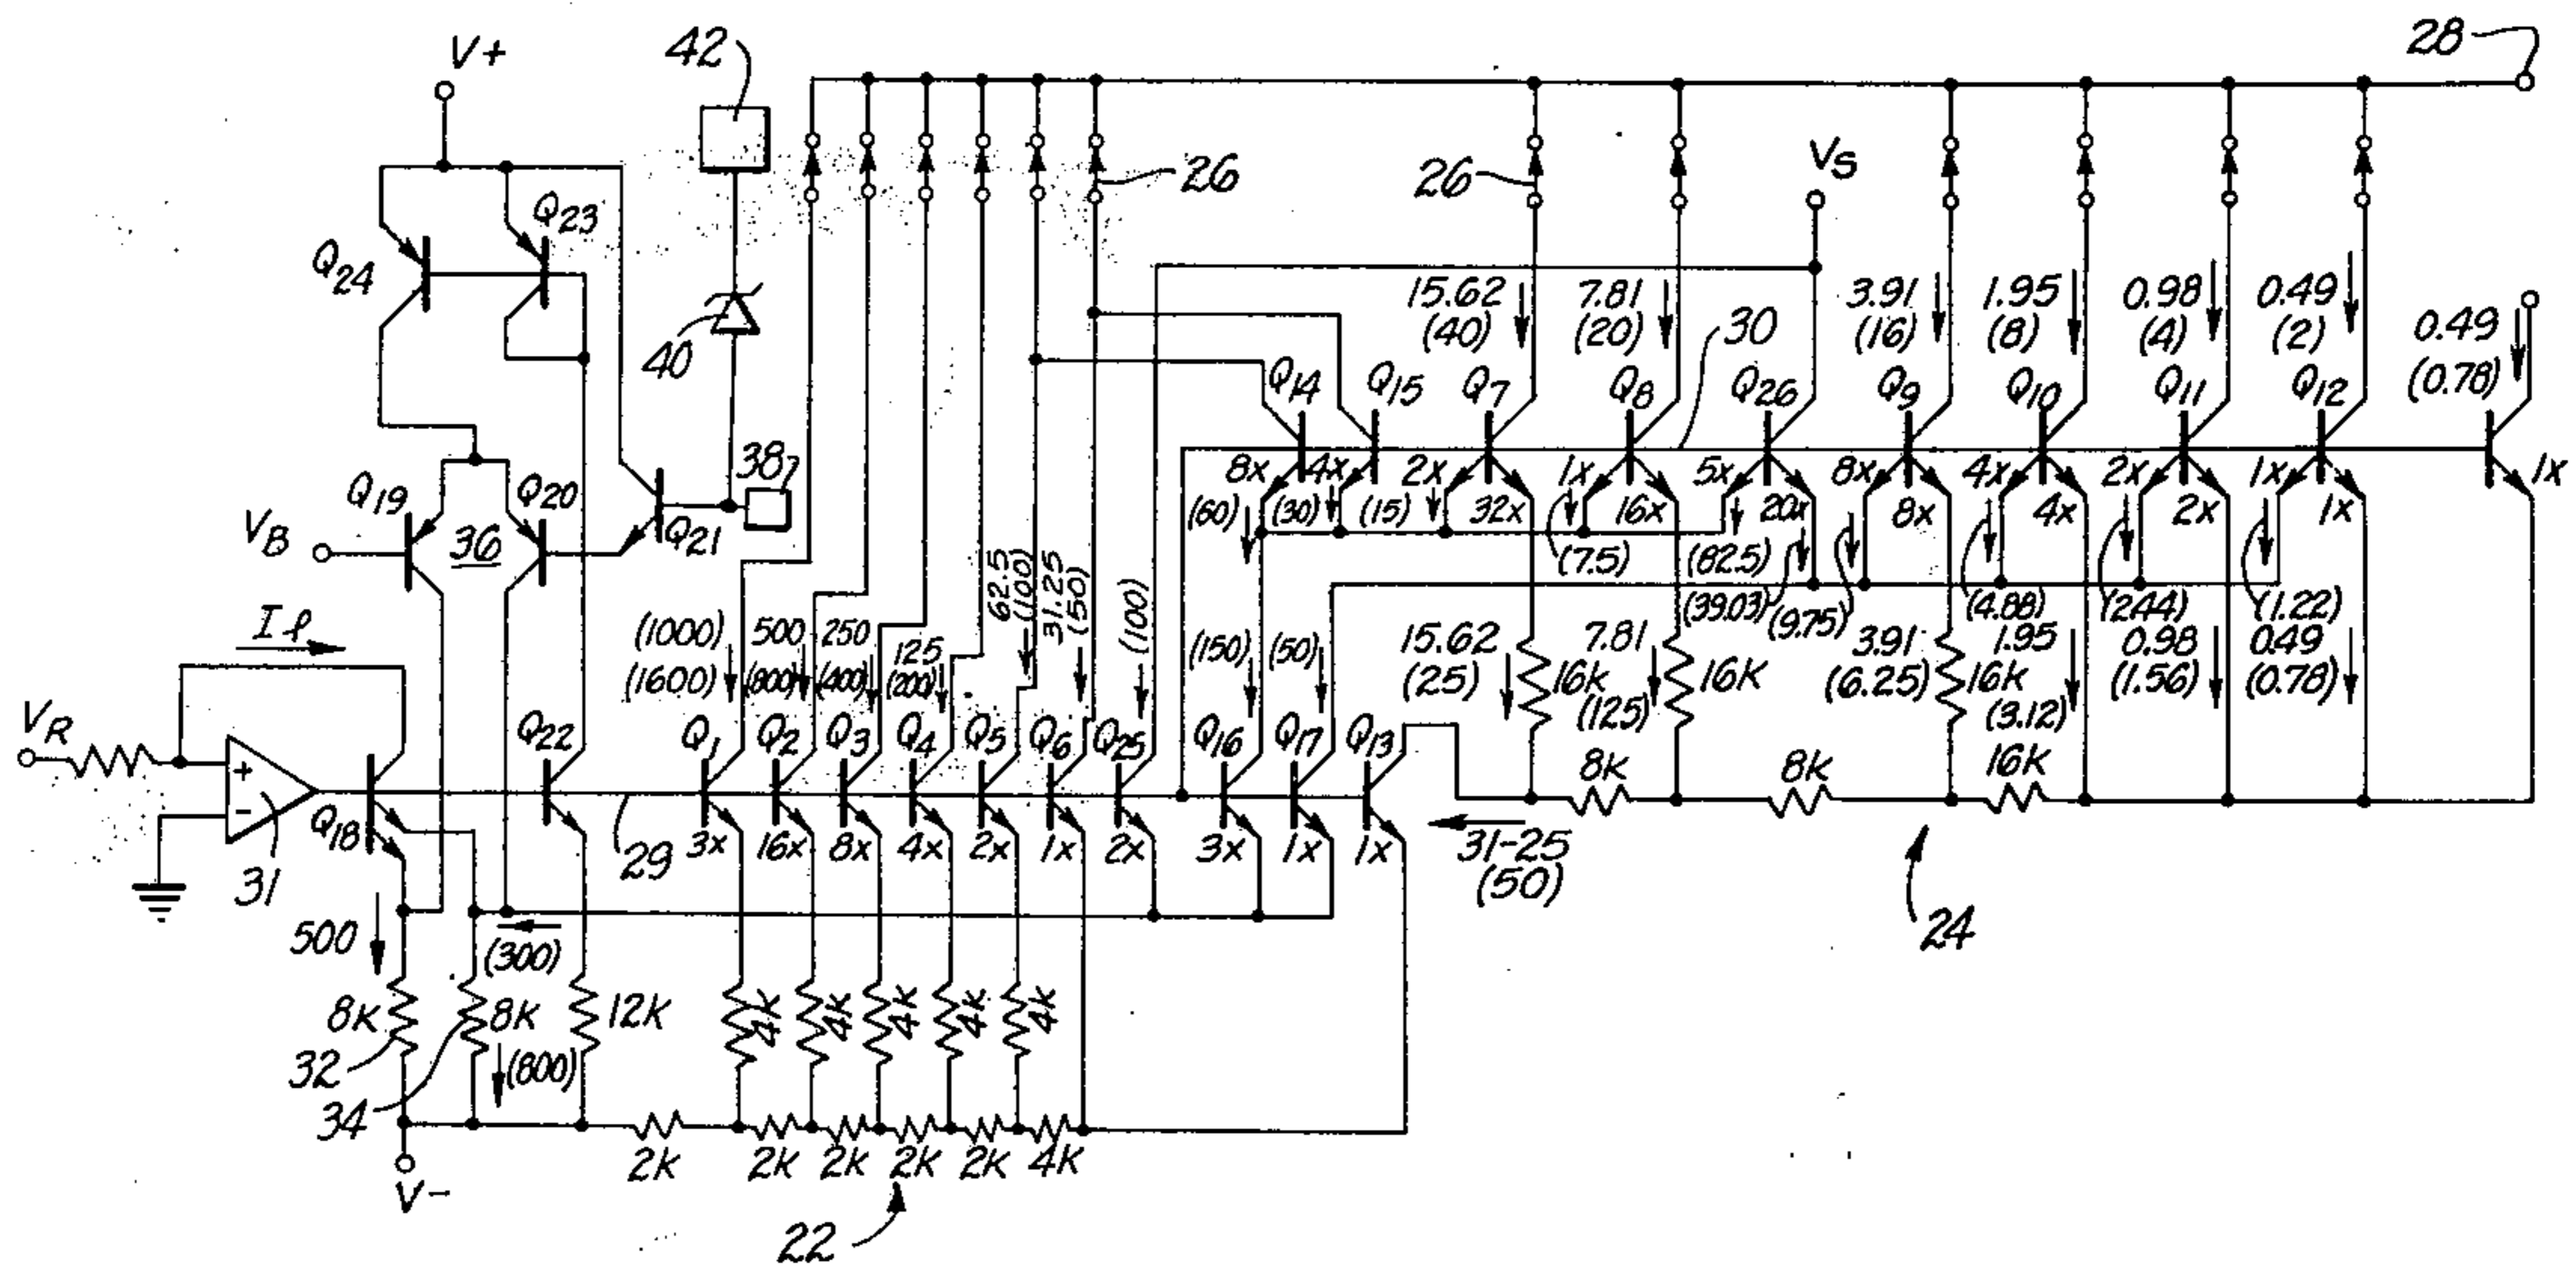 V+
42
28
26
26
VS
Q23
Q24
40
15.62
(40)
7.81
(20)
30
3.91
(16)
1.95
(8)
0.98
(4)
0.49
(2)
0.49
(0.78)
Q14
Q15
Q7
Q8
Q26
Q9
Q10
Q11
Q12
38
Q19
Q20
Q21
VB
36
8x
4x
2x
1x
5x
8x
4x
2x
1x
1x
(60)
(30)
(15)
32x
16x
20x
8x
4x
2x
1x
(7.5)
(82.5)
62.5
(100)
31.25
(50)
(100)
(39.03)
(9.75)
(4.88)
(244)
(1.22)
Iℓ
(1000)
(1600)
500
(800)
250
(400)
125
(200)
(150)
(50)
15.62
(25)
16K
7.81
(125)
16K
3.91
(6.25)
16K
1.95
(3.12)
0.98
(1.56)
0.49
(0.78)
VR
Q22
Q1
Q2
Q3
Q4
Q5
Q6
Q25
Q16
Q17
Q13
8K
8K
16K
+
-
31
Q18
29
3x
16x
8x
4x
2x
1x
2x
3x
1x
1x
31-25
(50)
24
500
(300)
8K
8K
12K
4K
4K
4K
4K
4K
32
34
(800)
2K
2K
2K
2K
2K
4K
V-
22